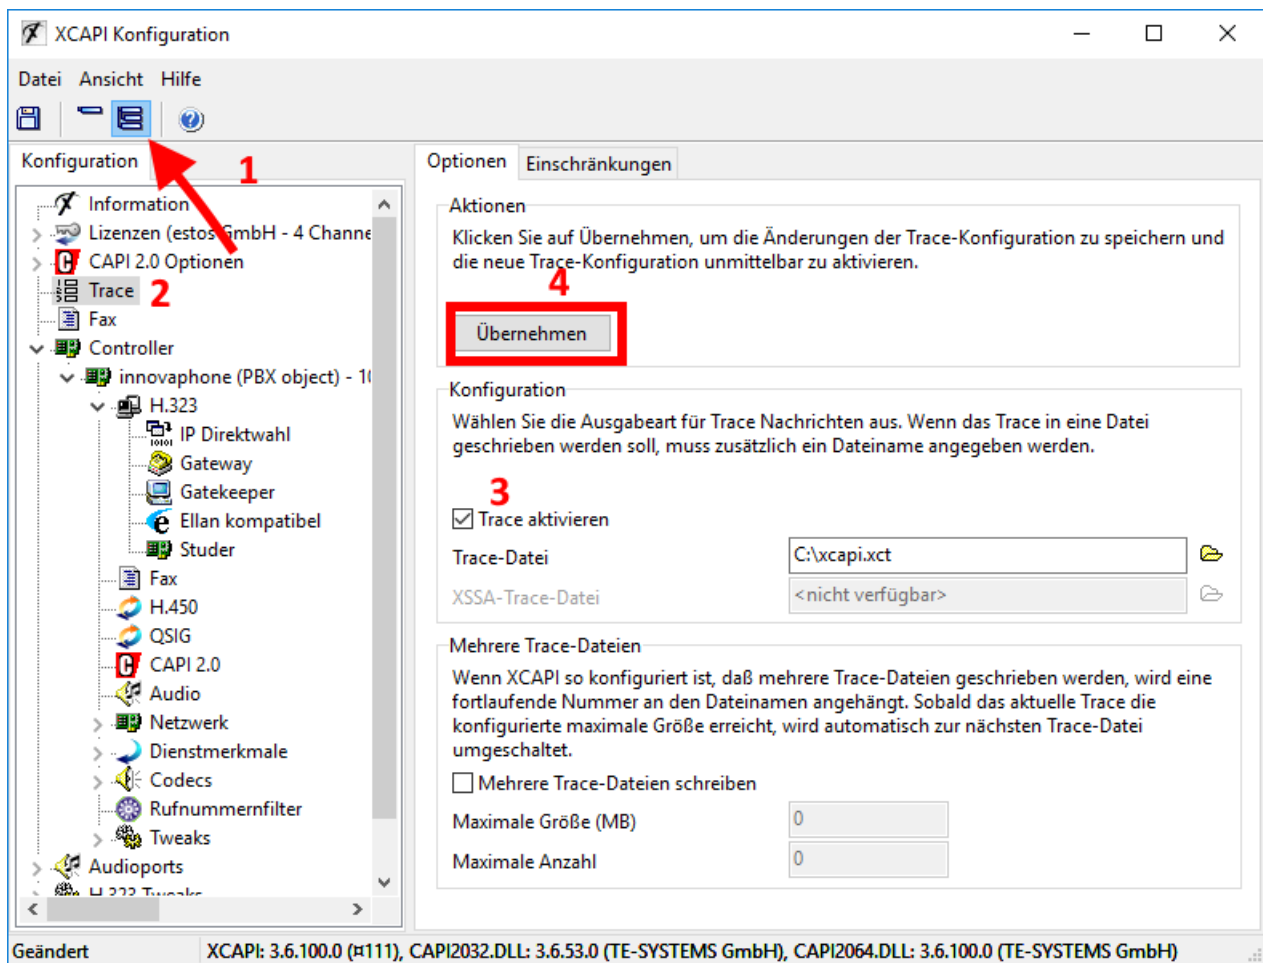 XCAPI Konfiguration
Datei Ansicht Hilfe
Konfiguration
1
Information
Lizenzen (estos GmbH - 4 Channe
CAPI 2.0 Optionen
Trace
2
Fax
Controller
innovaphone (PBX object) - 1
H.323
IP Direktwahl
Gateway
Gatekeeper
Ellan kompatibel
Studer
Fax
H.450
QSIG
CAPI 2.0
Audio
Netzwerk
Dienstmerkmale
Codecs
Rufnummernfilter
Tweaks
Audioports
H.323 Tweaks
Optionen Einschränkungen
Aktionen
Klicken Sie auf Übernehmen, um die Änderungen der Trace-Konfiguration zu speichern und
die neue Trace-Konfiguration unmittelbar zu aktivieren.
4
Übernehmen
Konfiguration
Wählen Sie die Ausgabeart für Trace Nachrichten aus. Wenn das Trace in eine Datei
geschrieben werden soll, muss zusätzlich ein Dateiname angegeben werden.
3
Trace aktivieren
Trace-Datei C:\xcapi.xct
XSSA-Trace-Datei <nicht verfügbar>
Mehrere Trace-Dateien
Wenn XCAPI so konfiguriert ist, daß mehrere Trace-Dateien geschrieben werden, wird eine
fortlaufende Nummer an den Dateinamen angehängt. Sobald das aktuelle Trace die
konfigurierte maximale Größe erreicht, wird automatisch zur nächsten Trace-Datei
umgeschaltet.
Mehrere Trace-Dateien schreiben
Maximale Größe (MB) 0
Maximale Anzahl 0
Geändert XCAPI: 3.6.100.0 (¤111), CAPI2032.DLL: 3.6.53.0 (TE-SYSTEMS GmbH), CAPI2064.DLL: 3.6.100.0 (TE-SYSTEMS GmbH)